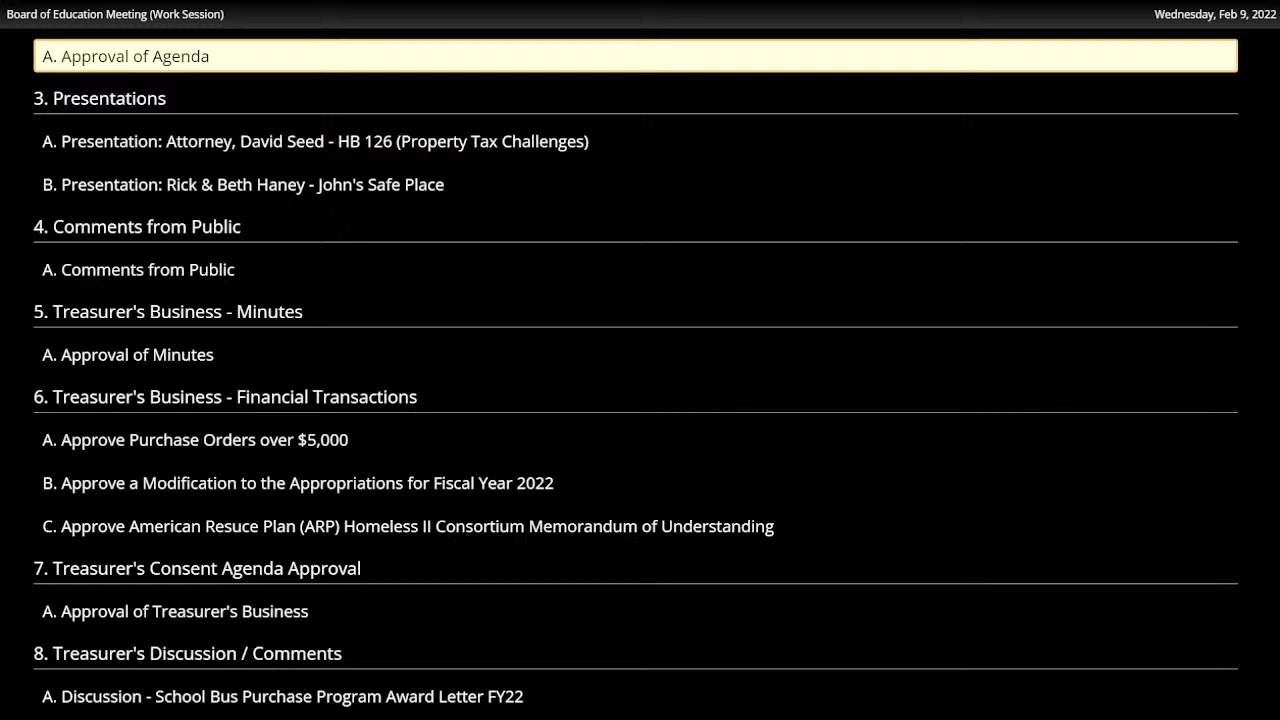 Board of Education Meeting (Work Session)
Wednesday, Feb 9, 2022
A. Approval of Agenda
3. Presentations
A. Presentation: Attorney, David Seed - HB 126 (Property Tax Challenges)
B. Presentation: Rick & Beth Haney - John's Safe Place
4. Comments from Public
A. Comments from Public
5. Treasurer's Business - Minutes
A. Approval of Minutes
6. Treasurer's Business - Financial Transactions
A. Approve Purchase Orders over $5,000
B. Approve a Modification to the Appropriations for Fiscal Year 2022
C. Approve American Resuce Plan (ARP) Homeless II Consortium Memorandum of Understanding
7. Treasurer's Consent Agenda Approval
A. Approval of Treasurer's Business
8. Treasurer's Discussion / Comments
A. Discussion - School Bus Purchase Program Award Letter FY22